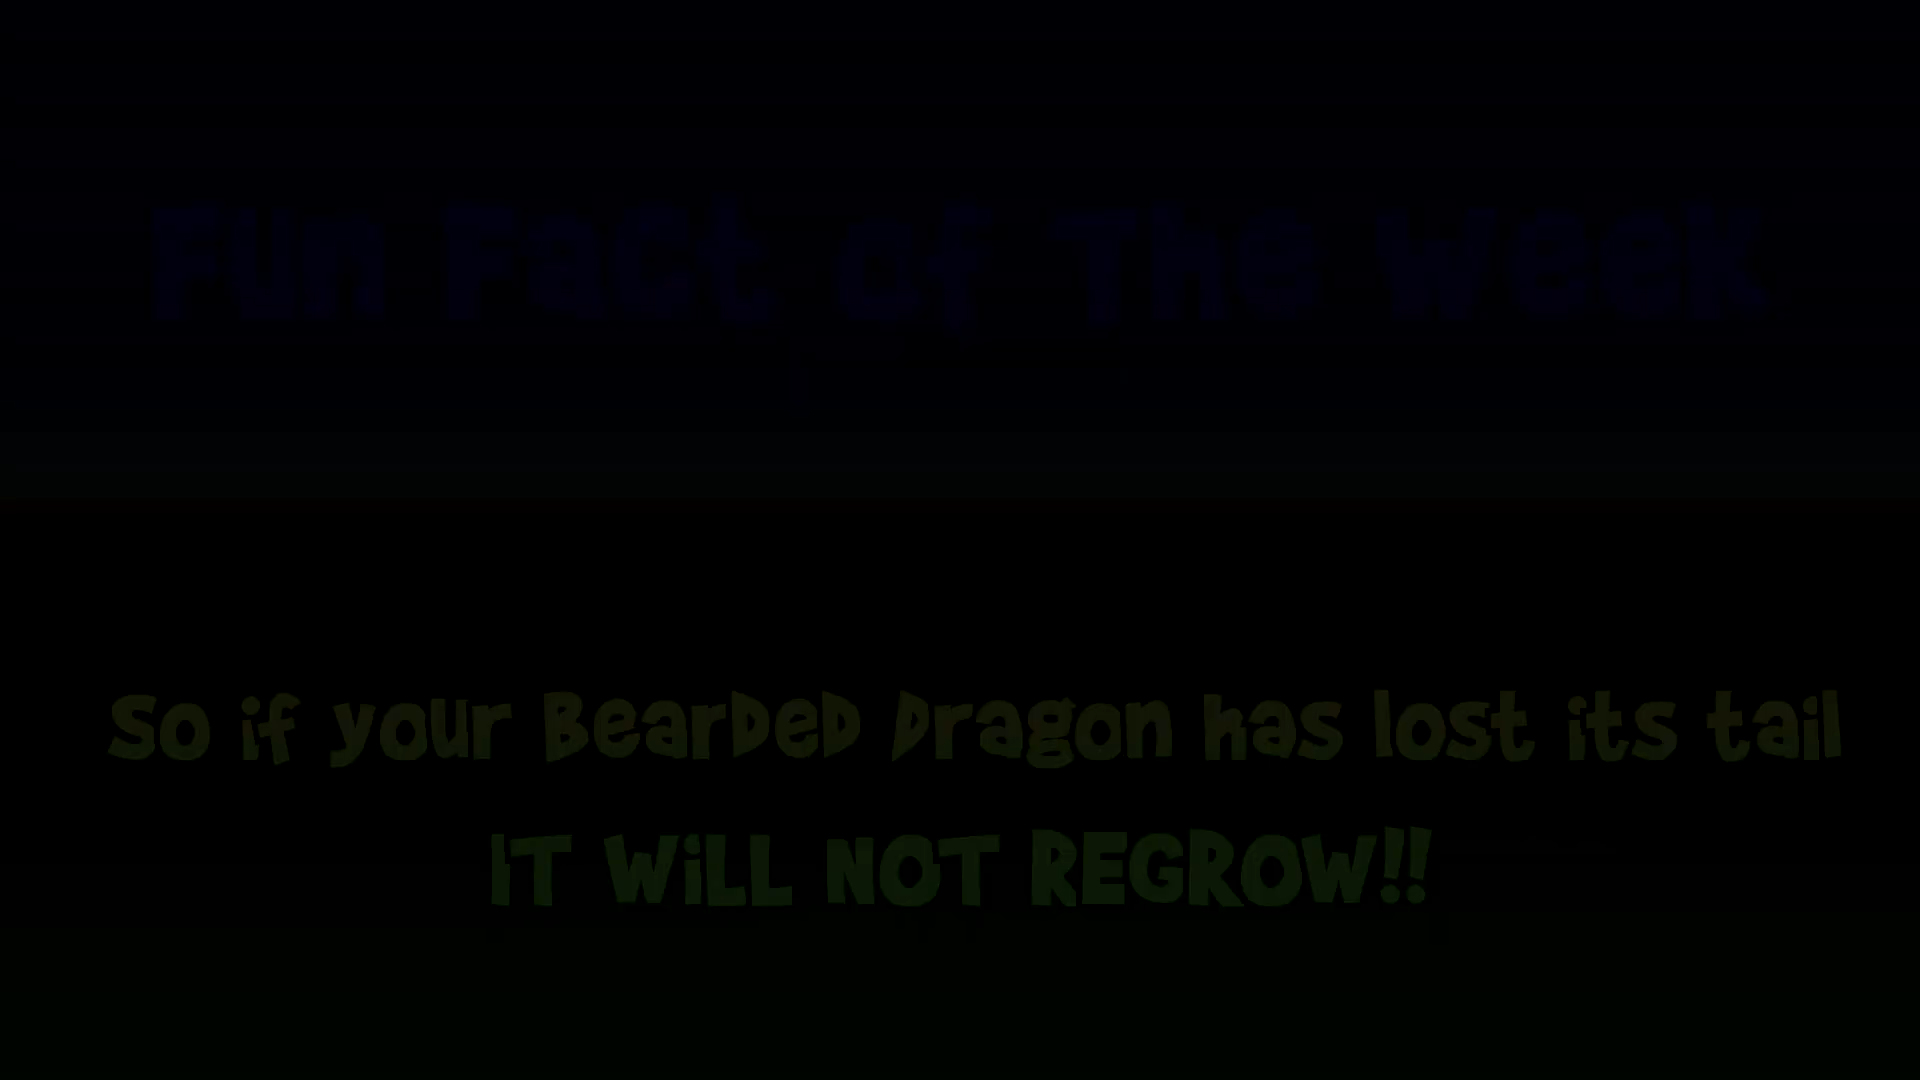 Fun Fact of The Week
So if your Bearded Dragon has lost its tail
IT WiLL NOT REGROW!!